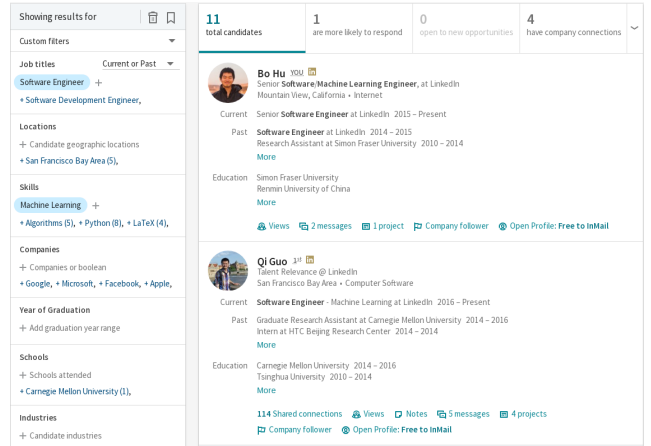 Showing results for
Custom filters
Job titles
Current or Past
Software Engineer +
+ Software Development Engineer,
Locations
+ Candidate geographic locations
+ San Francisco Bay Area (5),
Skills
Machine Learning +
+ Algorithms (5), + Python (8), + LaTeX (4),
Companies
+ Companies or boolean
+ Google, + Microsoft, + Facebook, + Apple,
Year of Graduation
+ Add graduation year range
Schools
+ Schools attended
+ Carnegie Mellon University (1),
Industries
+ Candidate industries
11
total candidates
1
are more likely to respond
0
open to new opportunities
4
have company connections
Bo Hu YOU in
Senior Software/Machine Learning Engineer, at LinkedIn
Mountain View, California • Internet
Current Senior Software Engineer at LinkedIn 2015 – Present
Past Software Engineer at LinkedIn 2014 – 2015
Research Assistant at Simon Fraser University 2010 – 2014
More
Education Simon Fraser University
Renmin University of China
More
Views 2 messages 1 project Company follower Open Profile: Free to InMail
Qi Guo 1st in
Talent Relevance @ LinkedIn
San Francisco Bay Area • Computer Software
Current Software Engineer - Machine Learning at LinkedIn 2016 – Present
Past Graduate Research Assistant at Carnegie Mellon University 2014 – 2016
Intern at HTC Beijing Research Center 2014 – 2014
More
Education Carnegie Mellon University 2014 – 2016
Tsinghua University 2010 – 2014
More
114 Shared connections Views Notes 5 messages 4 projects
Company follower Open Profile: Free to InMail